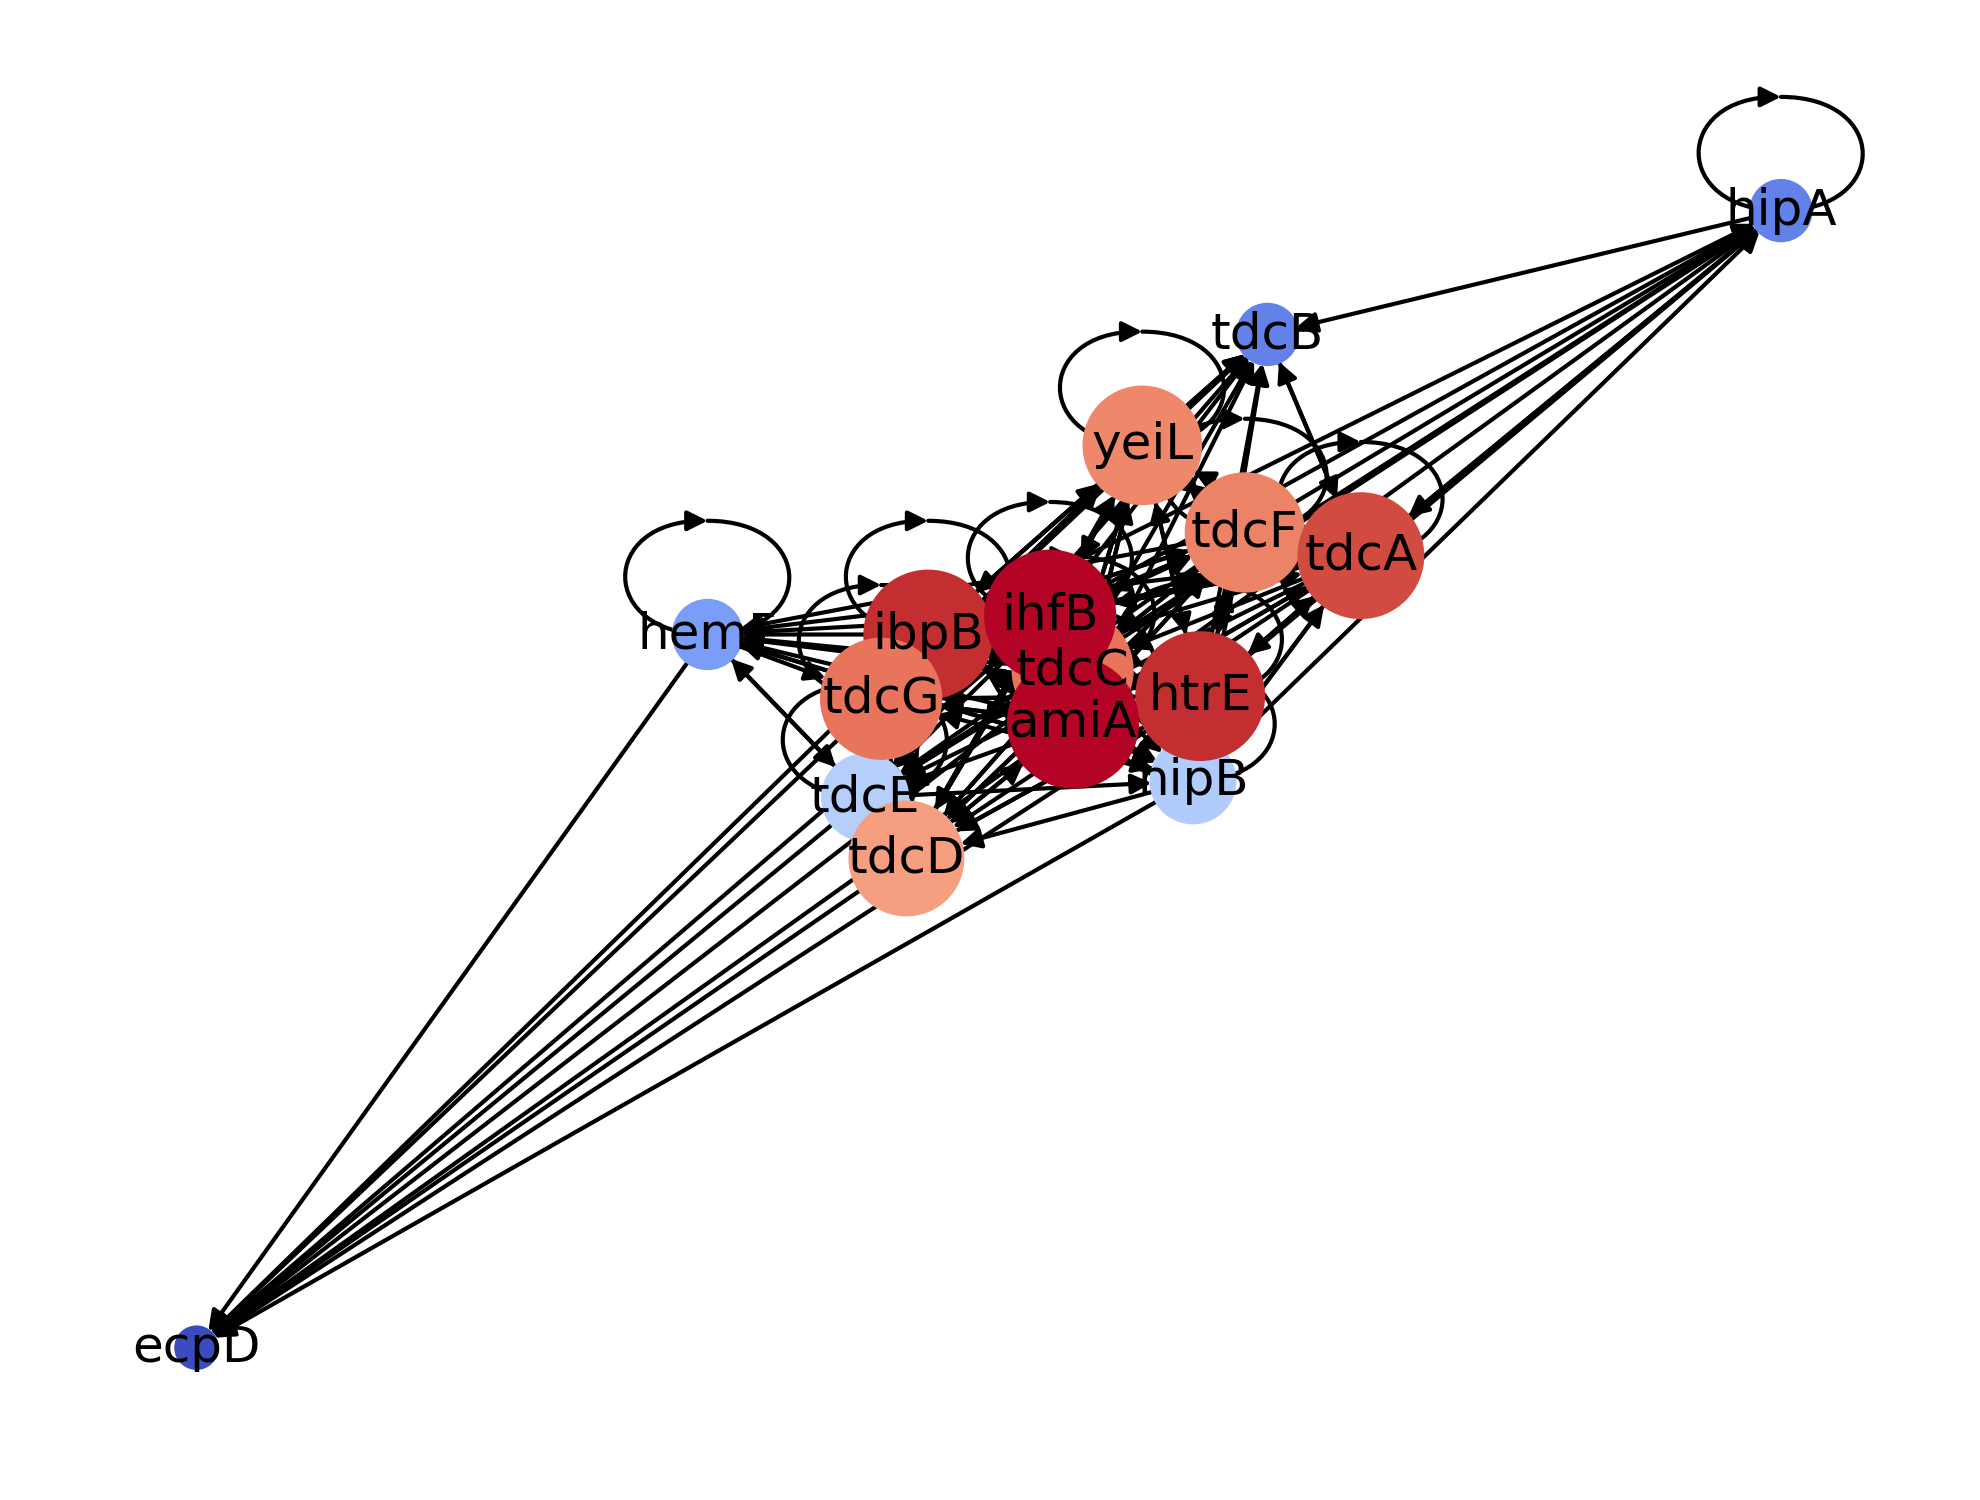 hipA
tdcB
yeiL
tdcF
tdcA
ihfB
ibpB
hemF
tdcC
tdcG
htrE
amiA
hipB
tdcE
tdcD
ecpD